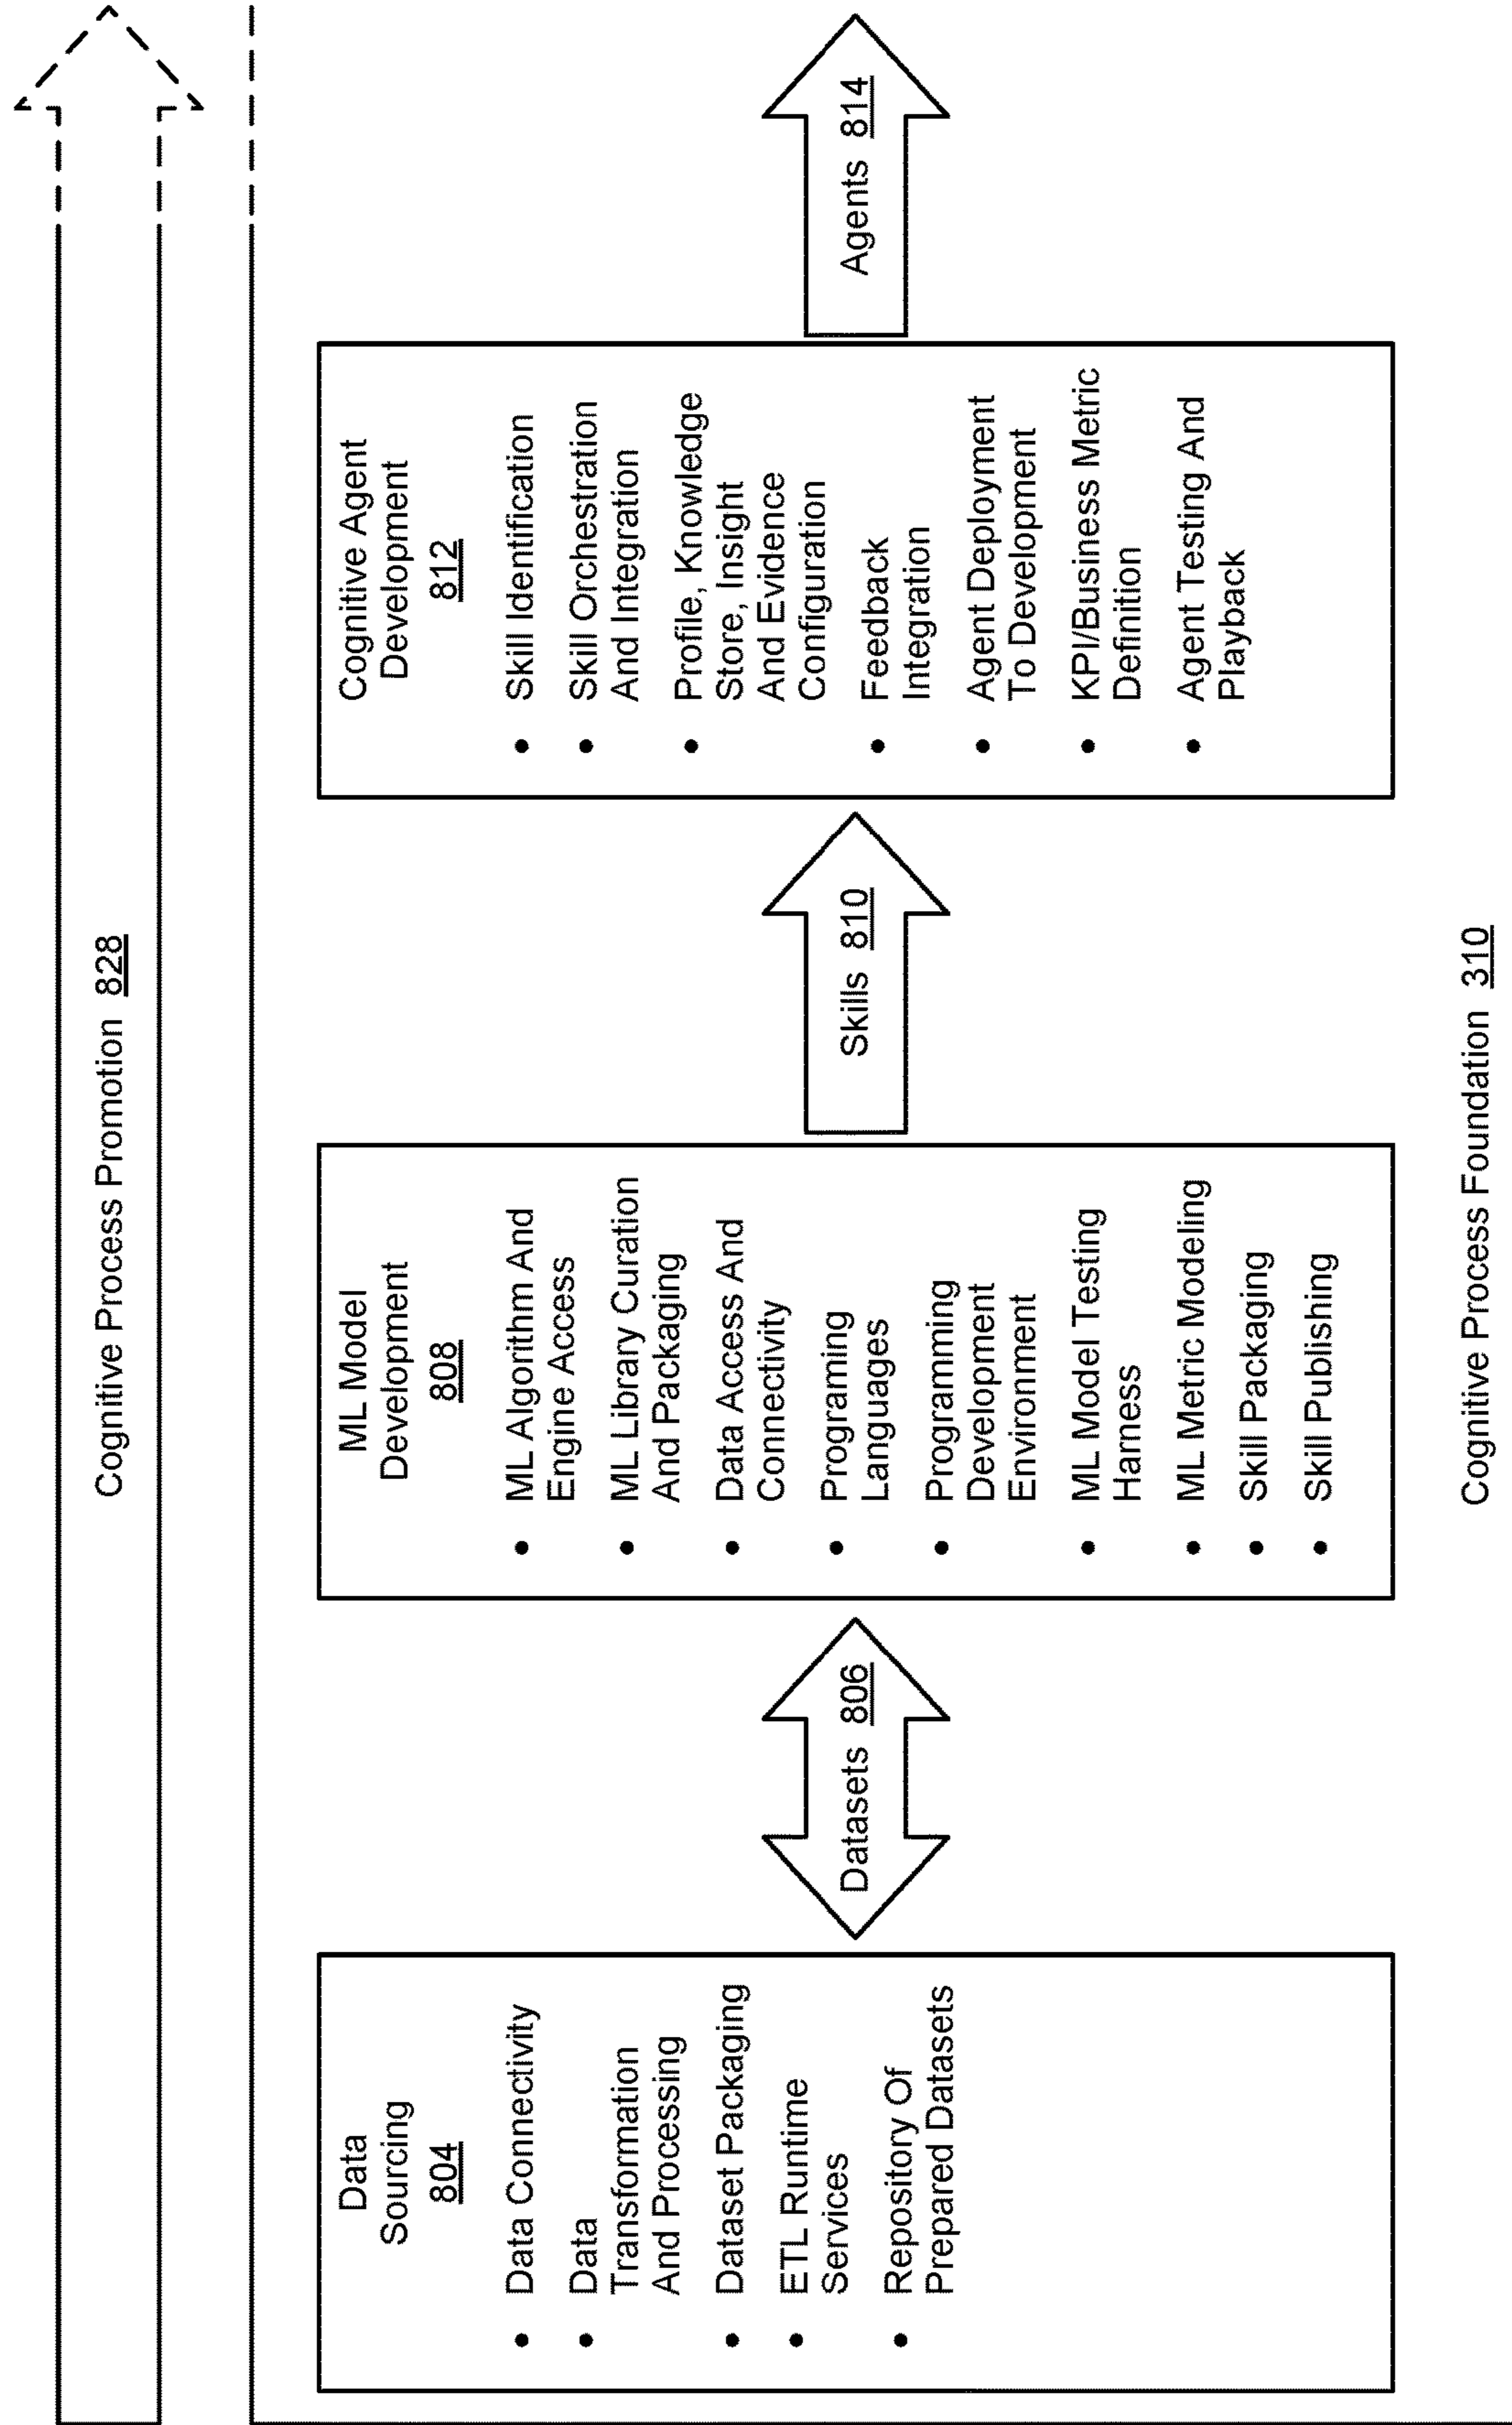 Cognitive Process Promotion 828
Data
Sourcing
804
• Data Connectivity
• Data
Transformation
And Processing
• Dataset Packaging
• ETL Runtime
Services
• Repository Of
Prepared Datasets
Datasets 806
ML Model
Development
808
• ML Algorithm And
Engine Access
• ML Library Curation
And Packaging
• Data Access And
Connectivity
• Programing
Languages
• Programming
Development
Environment
• ML Model Testing
Harness
• ML Metric Modeling
• Skill Packaging
• Skill Publishing
Skills 810
Cognitive Agent
Development
812
• Skill Identification
• Skill Orchestration
And Integration
• Profile, Knowledge
Store, Insight
And Evidence
Configuration
• Feedback
Integration
• Agent Deployment
To Development
• KPI/Business Metric
Definition
• Agent Testing And
Playback
Agents 814
Cognitive Process Foundation 310